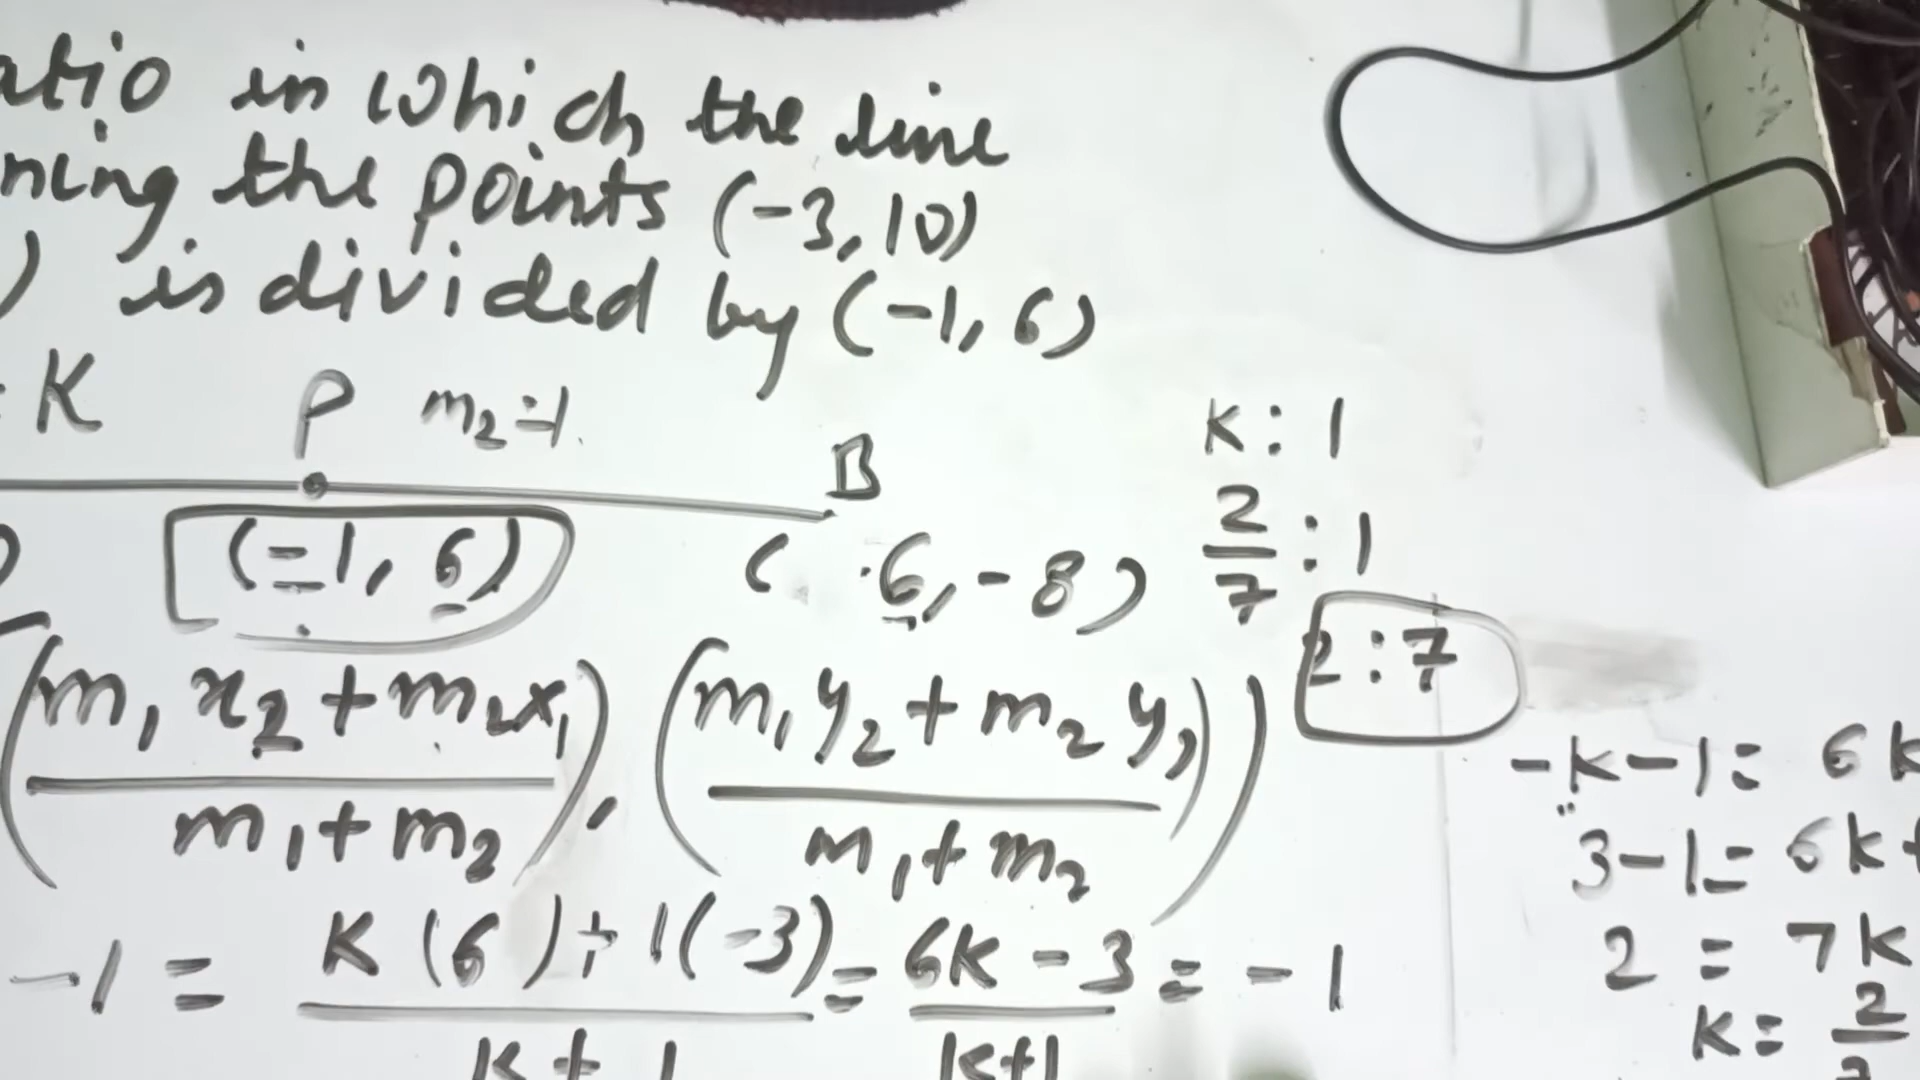 atio in which the line
ning the points (-3, 10)
) is divided by (-1, 6)
= K P m₂=1.
B
(-1, 6) ( 6, -8)
K : 1
2/7 : 1
2 : 7
(m₁x₂+m₂x₁ / m₁+m₂), (m₁y₂+m₂y₁ / m₁+m₂))
-1 = K(6)+1(-3) / K+1 = 6K-3 / K+1 = -1
-K-1= 6K
3-1= 6K+
2 = 7K
K= 2/7